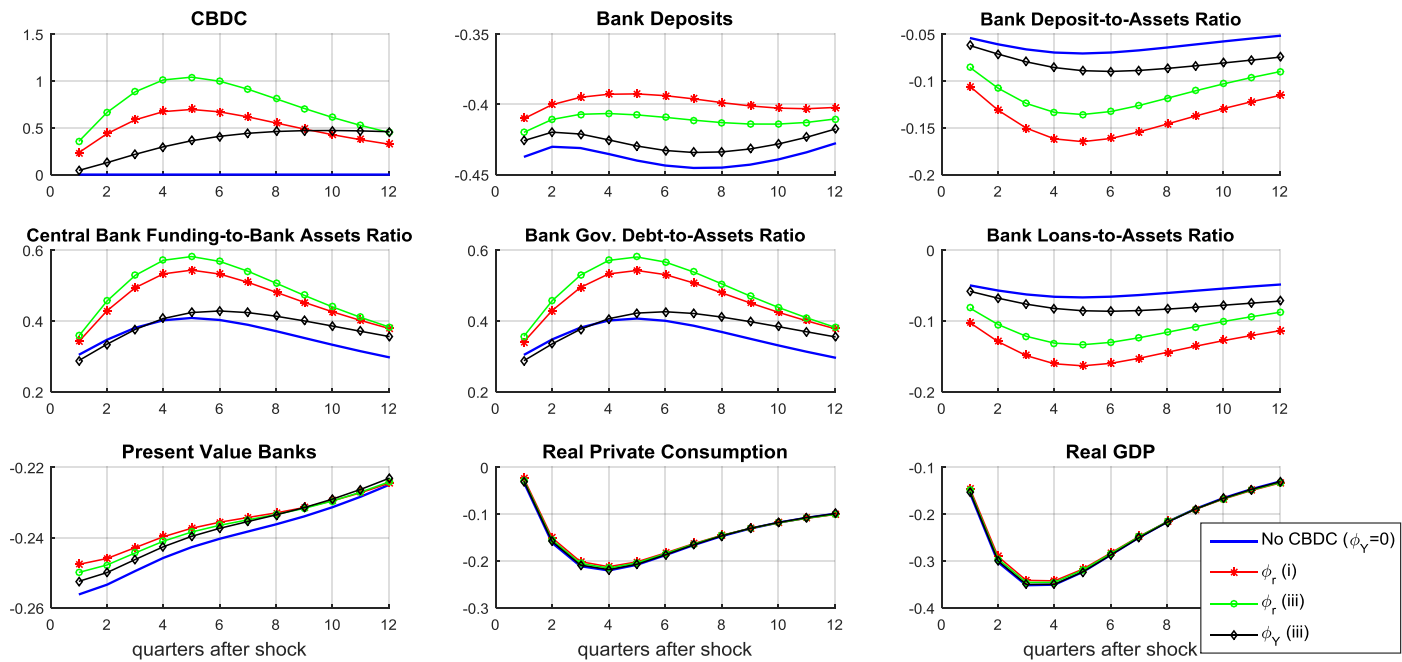 CBDC
1.5
1
0.5
0
0 2 4 6 8 10 12
Bank Deposits
-0.35
-0.4
-0.45
0 2 4 6 8 10 12
Bank Deposit-to-Assets Ratio
-0.05
-0.1
-0.15
-0.2
0 2 4 6 8 10 12
Central Bank Funding-to-Bank Assets Ratio
0.6
0.4
0.2
0 2 4 6 8 10 12
Bank Gov. Debt-to-Assets Ratio
0.6
0.4
0.2
0 2 4 6 8 10 12
Bank Loans-to-Assets Ratio
0
-0.1
-0.2
0 2 4 6 8 10 12
Present Value Banks
-0.22
-0.24
-0.26
0 2 4 6 8 10 12
quarters after shock
Real Private Consumption
0
-0.1
-0.2
-0.3
0 2 4 6 8 10 12
quarters after shock
Real GDP
-0.1
-0.2
-0.3
-0.4
0 2 4 6 8
quarters after shock
No CBDC (ϕ_Y=0)
ϕ_r (i)
ϕ_r (iii)
ϕ_Y (iii)